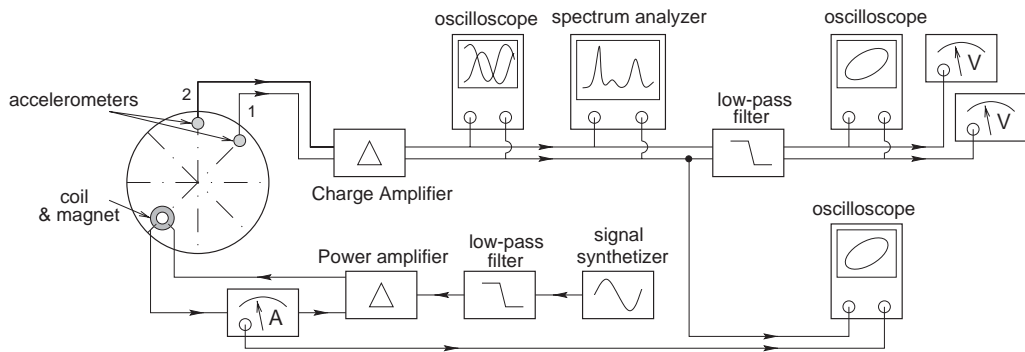 oscilloscope
spectrum analyzer
oscilloscope
V
2
accelerometers
1
low-pass
filter
V
Charge Amplifier
coil
& magnet
oscilloscope
Power amplifier
low-pass
filter
signal
synthetizer
A